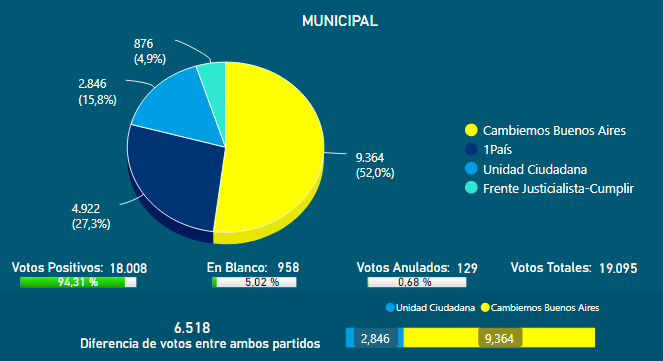 MUNICIPAL
876
(4,9%)
2.846
(15,8%)
4.922
(27,3%)
9.364
(52,0%)
Cambiemos Buenos Aires
1País
Unidad Ciudadana
Frente Justicialista-Cumplir
Votos Positivos: 18.008
94,31 %
En Blanco: 958
5,02 %
Votos Anulados: 129
0,68 %
Votos Totales: 19.095
6.518
Diferencia de votos entre ambos partidos
Unidad Ciudadana Cambiemos Buenos Aires
2,846 9,364